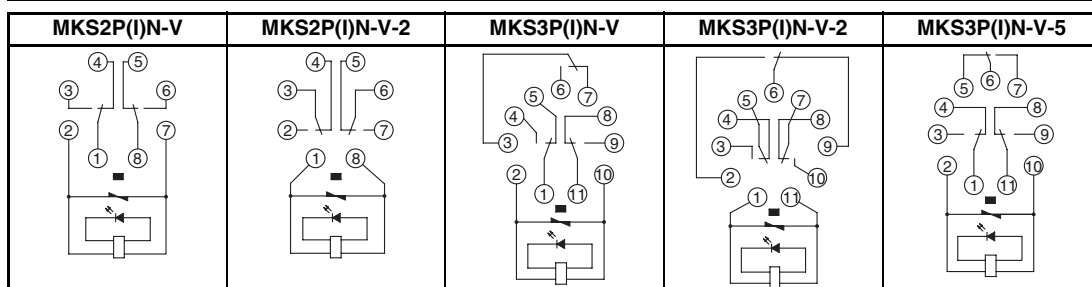 MKS2P(I)N-V MKS2P(I)N-V-2 MKS3P(I)N-V MKS3P(I)N-V-2 MKS3P(I)N-V-5
4 5 3 6 2 7 1 8
4 5 3 6 2 7 1 8
6 7 5 4 8 3 9 2 10 1 11
6 5 7 4 8 3 9 2 10 1 11
5 6 7 4 8 3 9 2 10 1 11